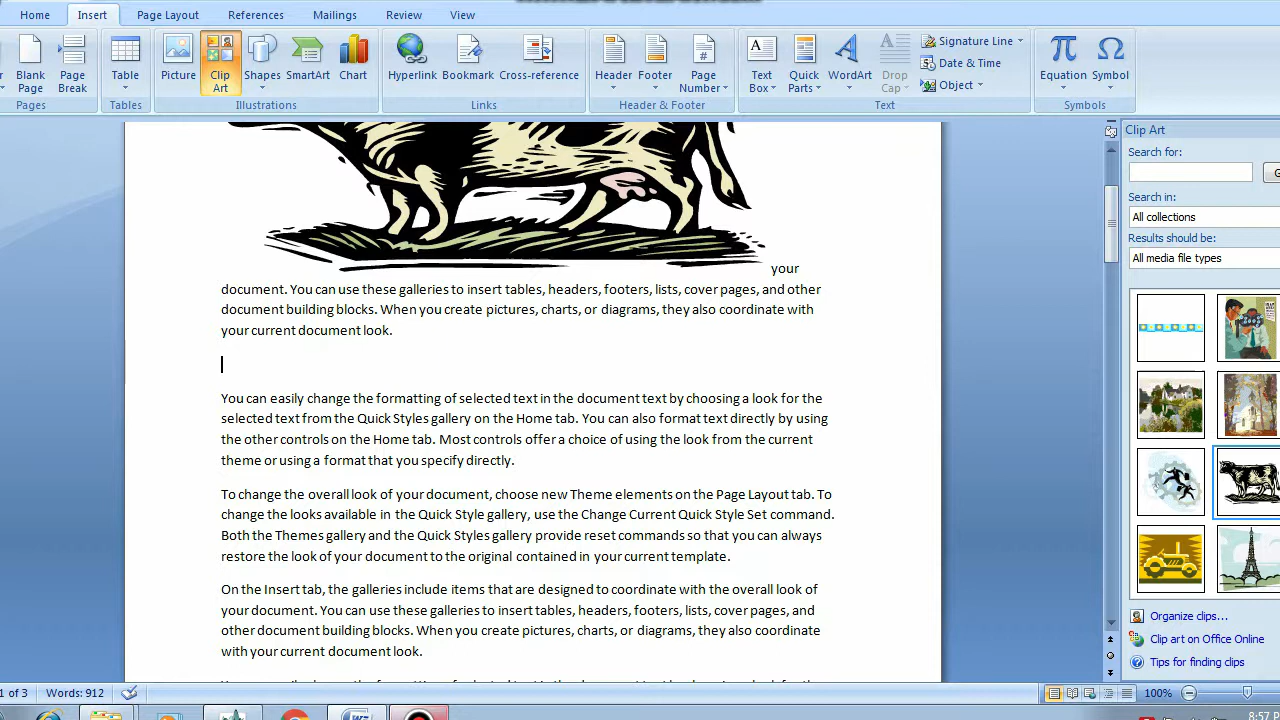 Home Insert Page Layout References Mailings Review View
Blank Page
Page Break
Table
Picture
Clip Art
Shapes
SmartArt
Chart
Hyperlink
Bookmark
Cross-reference
Header
Footer
Page Number
Text Box
Quick Parts
WordArt
Drop Cap
Signature Line
Date & Time
Object
Equation
Symbol
Pages Tables Illustrations Links Header & Footer Text Symbols
your
document. You can use these galleries to insert tables, headers, footers, lists, cover pages, and other
document building blocks. When you create pictures, charts, or diagrams, they also coordinate with
your current document look.
You can easily change the formatting of selected text in the document text by choosing a look for the
selected text from the Quick Styles gallery on the Home tab. You can also format text directly by using
the other controls on the Home tab. Most controls offer a choice of using the look from the current
theme or using a format that you specify directly.
To change the overall look of your document, choose new Theme elements on the Page Layout tab. To
change the looks available in the Quick Style gallery, use the Change Current Quick Style Set command.
Both the Themes gallery and the Quick Styles gallery provide reset commands so that you can always
restore the look of your document to the original contained in your current template.
On the Insert tab, the galleries include items that are designed to coordinate with the overall look of
your document. You can use these galleries to insert tables, headers, footers, lists, cover pages, and
other document building blocks. When you create pictures, charts, or diagrams, they also coordinate
with your current document look.
Clip Art
Search for:
Search in:
All collections
Results should be:
All media file types
Organize clips...
Clip art on Office Online
Tips for finding clips
1 of 3 Words: 912 100%
8:57 P